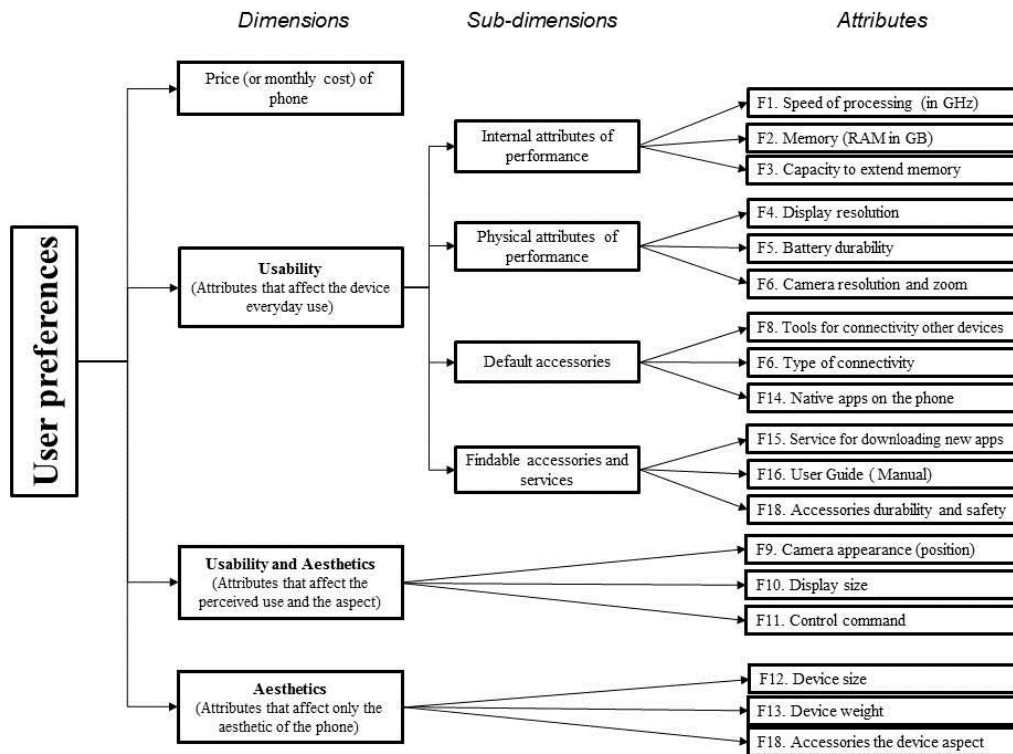 Dimensions
Sub-dimensions
Attributes
User preferences
Price (or monthly cost) of
phone
Usability
(Attributes that affect the device
everyday use)
Usability and Aesthetics
(Attributes that affect the
perceived use and the aspect)
Aesthetics
(Attributes that affect only the
aesthetic of the phone)
Internal attributes of
performance
Physical attributes of
performance
Default accessories
Findable accessories and
services
F1. Speed of processing (in GHz)
F2. Memory (RAM in GB)
F3. Capacity to extend memory
F4. Display resolution
F5. Battery durability
F6. Camera resolution and zoom
F8. Tools for connectivity other devices
F6. Type of connectivity
F14. Native apps on the phone
F15. Service for downloading new apps
F16. User Guide ( Manual)
F18. Accessories durability and safety
F9. Camera appearance (position)
F10. Display size
F11. Control command
F12. Device size
F13. Device weight
F18. Accessories the device aspect